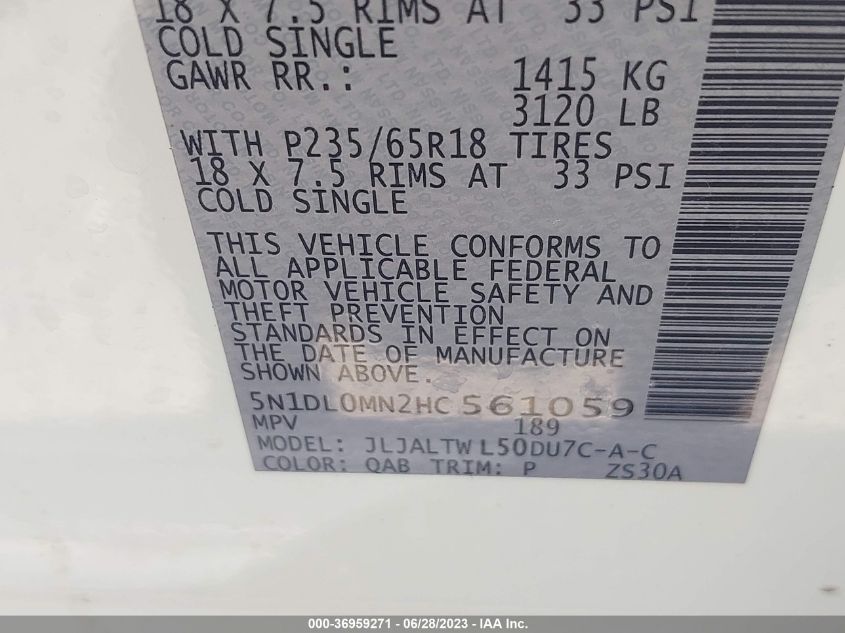 18 X 7.5 RIMS AT 33 PSI
COLD SINGLE
GAWR RR.: 1415 KG
3120 LB
WITH P235/65R18 TIRES
18 X 7.5 RIMS AT 33 PSI
COLD SINGLE
THIS VEHICLE CONFORMS TO
ALL APPLICABLE FEDERAL
MOTOR VEHICLE SAFETY AND
THEFT PREVENTION
STANDARDS IN EFFECT ON
THE DATE OF MANUFACTURE
SHOWN ABOVE.
5N1DL0MN2HC561059
MPV 189
MODEL: JLJALTWL50DU7C-A-C
COLOR: QAB TRIM: P ZS30A
000-36959271 - 06/28/2023 - IAA Inc.